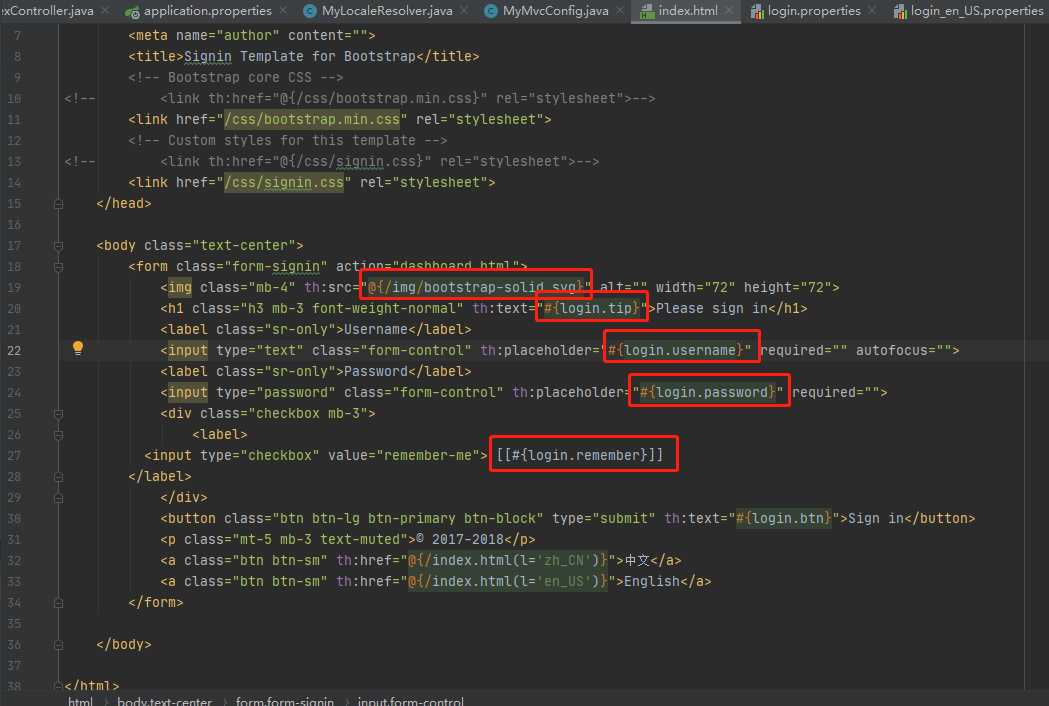 exController.java × application.properties × MyLocaleResolver.java × MyMvcConfig.java × index.html × login.properties × login_en_US.properties
7 <meta name="author" content="">
8 <title>Signin Template for Bootstrap</title>
9 <!-- Bootstrap core CSS -->
10 <!-- <link th:href="@{/css/bootstrap.min.css}" rel="stylesheet">-->
11 <link href="/css/bootstrap.min.css" rel="stylesheet">
12 <!-- Custom styles for this template -->
13 <!-- <link th:href="@{/css/signin.css}" rel="stylesheet">-->
14 <link href="/css/signin.css" rel="stylesheet">
15 </head>
16
17 <body class="text-center">
18 <form class="form-signin" action="dashboard.html">
19 <img class="mb-4" th:src="@{/img/bootstrap-solid.svg}" alt="" width="72" height="72">
20 <h1 class="h3 mb-3 font-weight-normal" th:text="#{login.tip}">Please sign in</h1>
21 <label class="sr-only">Username</label>
22 <input type="text" class="form-control" th:placeholder="#{login.username}" required="" autofocus="">
23 <label class="sr-only">Password</label>
24 <input type="password" class="form-control" th:placeholder="#{login.password}" required="">
25 <div class="checkbox mb-3">
26 <label>
27 <input type="checkbox" value="remember-me"> [[#{login.remember}]]
28 </label>
29 </div>
30 <button class="btn btn-lg btn-primary btn-block" type="submit" th:text="#{login.btn}">Sign in</button>
31 <p class="mt-5 mb-3 text-muted">© 2017-2018</p>
32 <a class="btn btn-sm" th:href="@{/index.html(l='zh_CN')}">中文</a>
33 <a class="btn btn-sm" th:href="@{/index.html(l='en_US')}">English</a>
34 </form>
35
36 </body>
37
38 </html>
html › body.text-center › form.form-signin › input.form-control